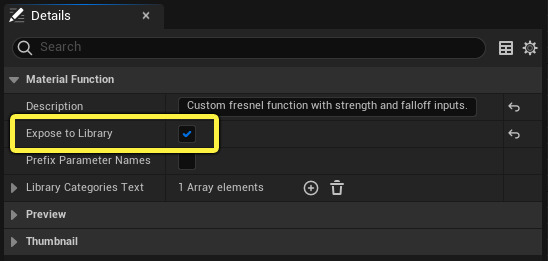 Details
Search
Material Function
Description Custom fresnel function with strength and falloff inputs.
Expose to Library
Prefix Parameter Names
Library Categories Text 1 Array elements
Preview
Thumbnail